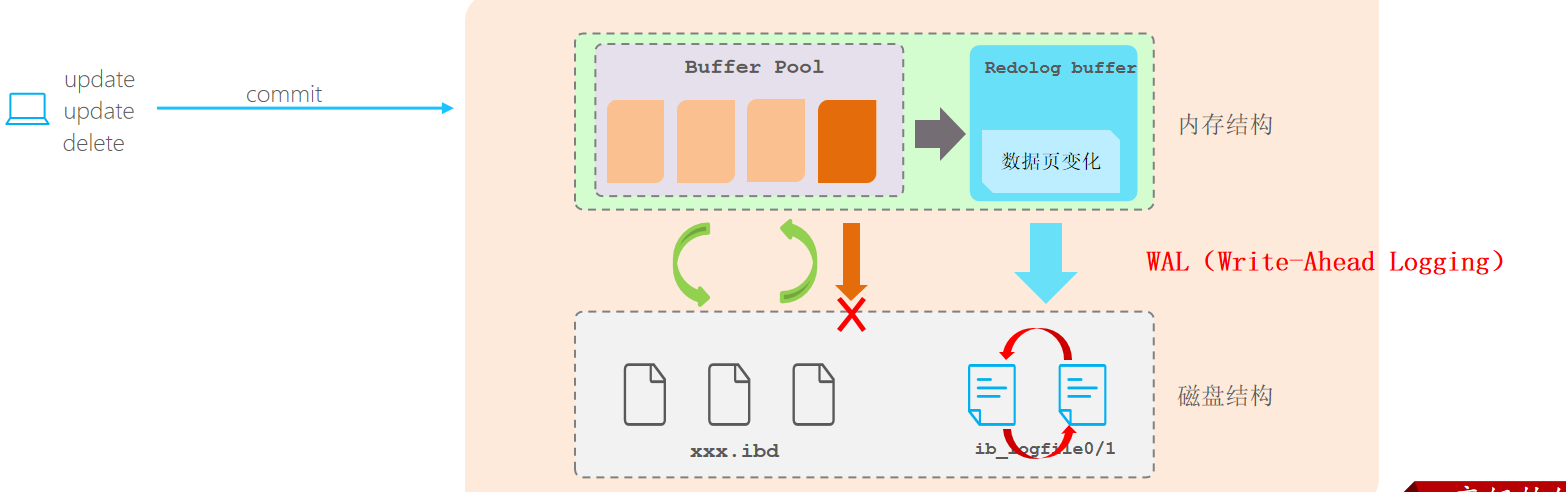 update
update
delete
commit
Buffer Pool
Redolog buffer
数据页变化
内存结构
WAL（Write-Ahead Logging）
xxx.ibd
ib_logfile0/1
磁盘结构